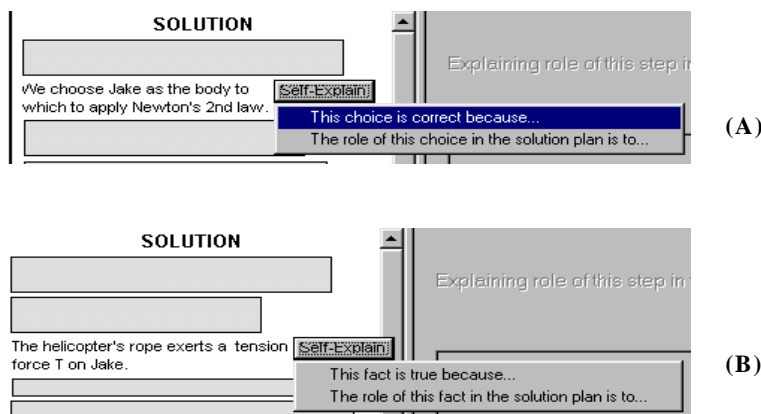 SOLUTION
Explaining role of this step in
We choose Jake as the body to
which to apply Newton's 2nd law.
Self-Explain
This choice is correct because...
The role of this choice in the solution plan is to...
(A)
SOLUTION
Explaining role of this step in
The helicopter's rope exerts a tension
force T on Jake.
Self-Explain
This fact is true because...
The role of this fact in the solution plan is to...
(B)